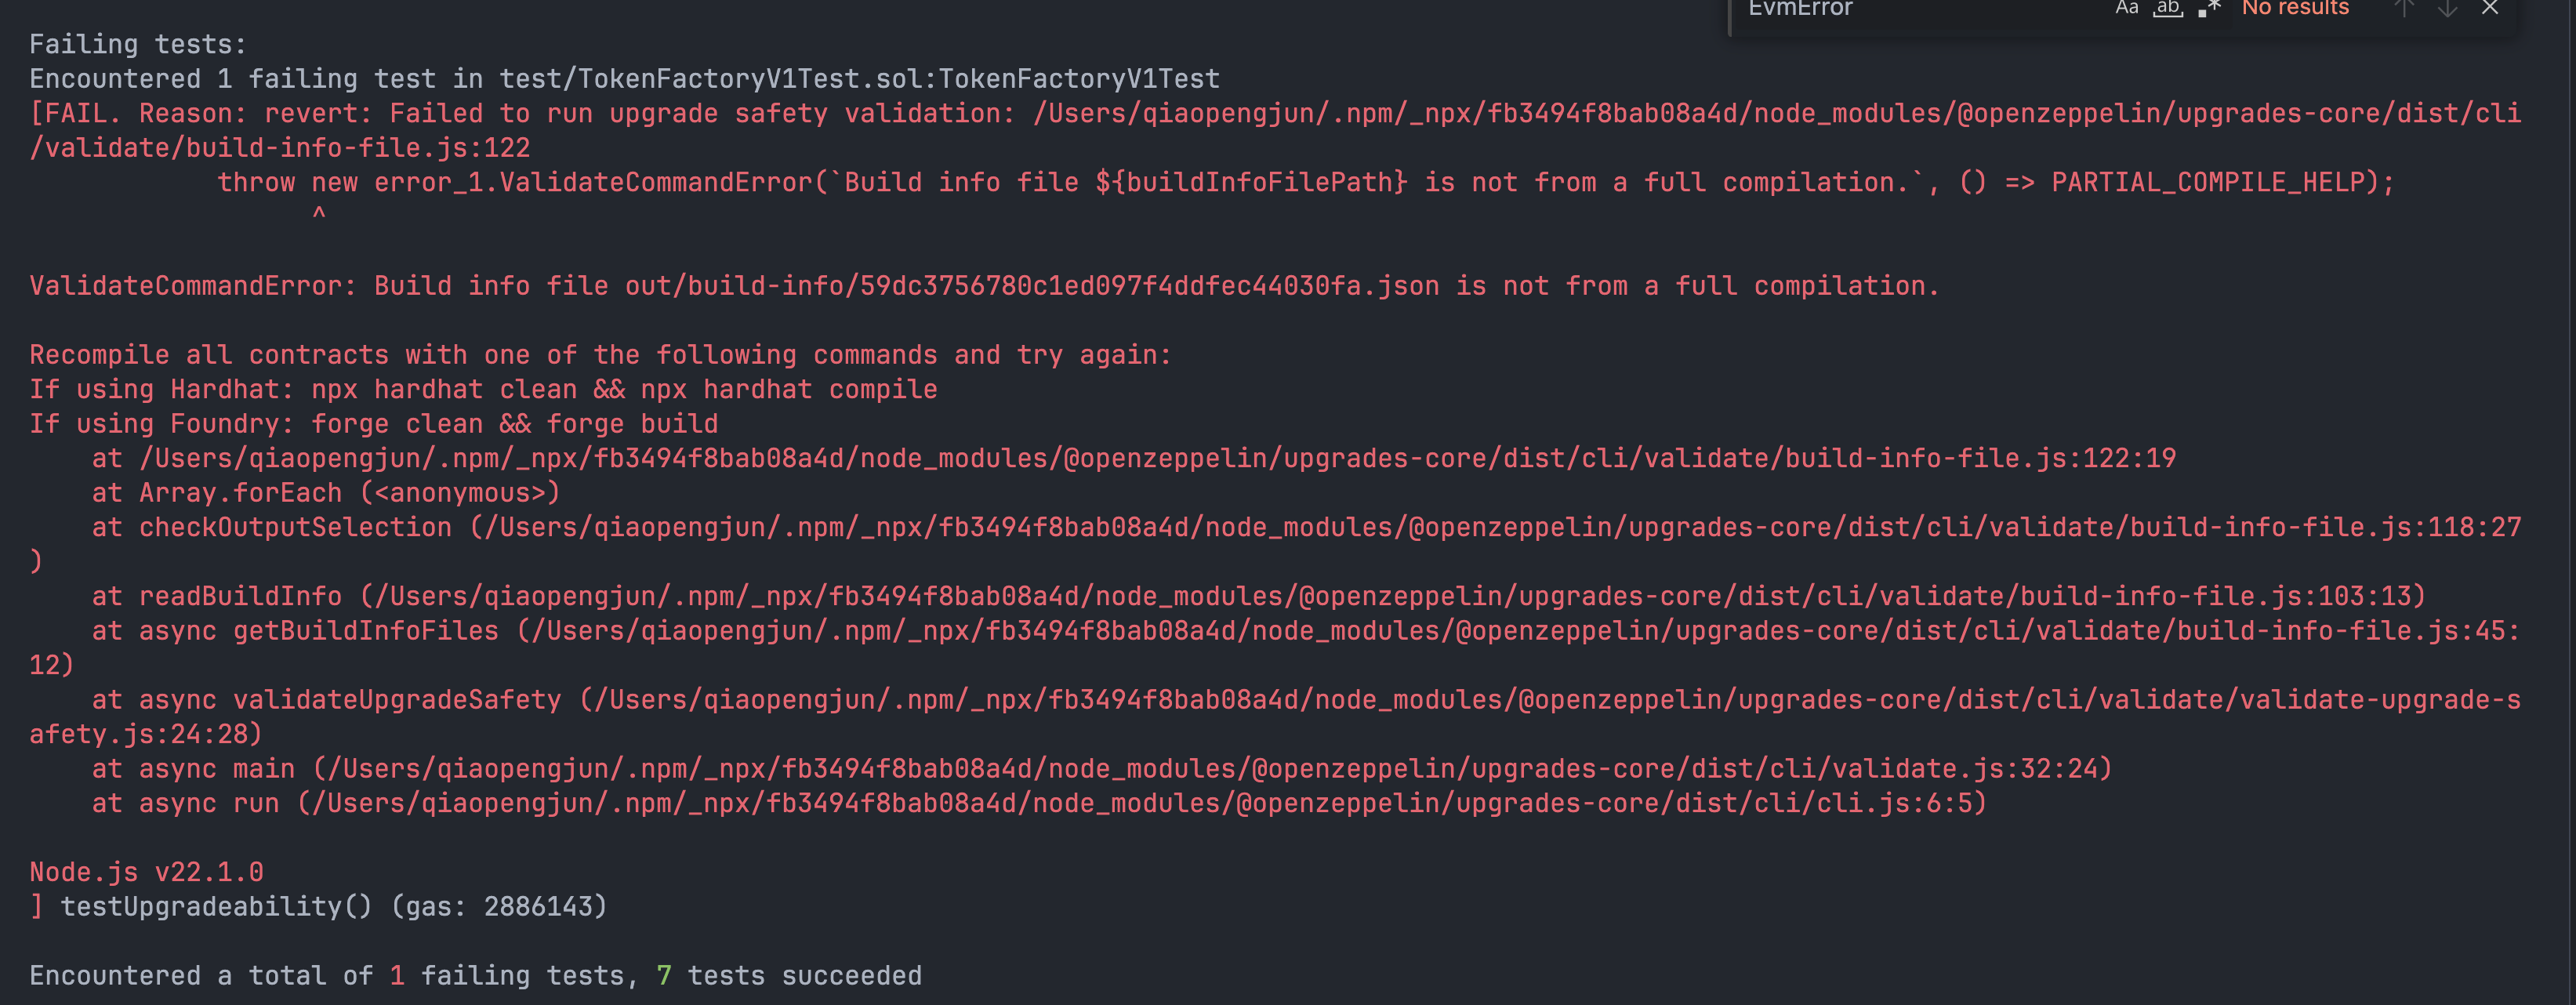 EvmError
Aa ab .* No results
Failing tests:
Encountered 1 failing test in test/TokenFactoryV1Test.sol:TokenFactoryV1Test
[FAIL. Reason: revert: Failed to run upgrade safety validation: /Users/qiaopengjun/.npm/_npx/fb3494f8bab08a4d/node_modules/@openzeppelin/upgrades-core/dist/cli
/validate/build-info-file.js:122
throw new error_1.ValidateCommandError(`Build info file ${buildInfoFilePath} is not from a full compilation.`, () => PARTIAL_COMPILE_HELP);
^
ValidateCommandError: Build info file out/build-info/59dc3756780c1ed097f4ddfec44030fa.json is not from a full compilation.
Recompile all contracts with one of the following commands and try again:
If using Hardhat: npx hardhat clean && npx hardhat compile
If using Foundry: forge clean && forge build
at /Users/qiaopengjun/.npm/_npx/fb3494f8bab08a4d/node_modules/@openzeppelin/upgrades-core/dist/cli/validate/build-info-file.js:122:19
at Array.forEach (<anonymous>)
at checkOutputSelection (/Users/qiaopengjun/.npm/_npx/fb3494f8bab08a4d/node_modules/@openzeppelin/upgrades-core/dist/cli/validate/build-info-file.js:118:27
)
at readBuildInfo (/Users/qiaopengjun/.npm/_npx/fb3494f8bab08a4d/node_modules/@openzeppelin/upgrades-core/dist/cli/validate/build-info-file.js:103:13)
at async getBuildInfoFiles (/Users/qiaopengjun/.npm/_npx/fb3494f8bab08a4d/node_modules/@openzeppelin/upgrades-core/dist/cli/validate/build-info-file.js:45:
12)
at async validateUpgradeSafety (/Users/qiaopengjun/.npm/_npx/fb3494f8bab08a4d/node_modules/@openzeppelin/upgrades-core/dist/cli/validate/validate-upgrade-s
afety.js:24:28)
at async main (/Users/qiaopengjun/.npm/_npx/fb3494f8bab08a4d/node_modules/@openzeppelin/upgrades-core/dist/cli/validate.js:32:24)
at async run (/Users/qiaopengjun/.npm/_npx/fb3494f8bab08a4d/node_modules/@openzeppelin/upgrades-core/dist/cli/cli.js:6:5)
Node.js v22.1.0
] testUpgradeability() (gas: 2886143)
Encountered a total of 1 failing tests, 7 tests succeeded